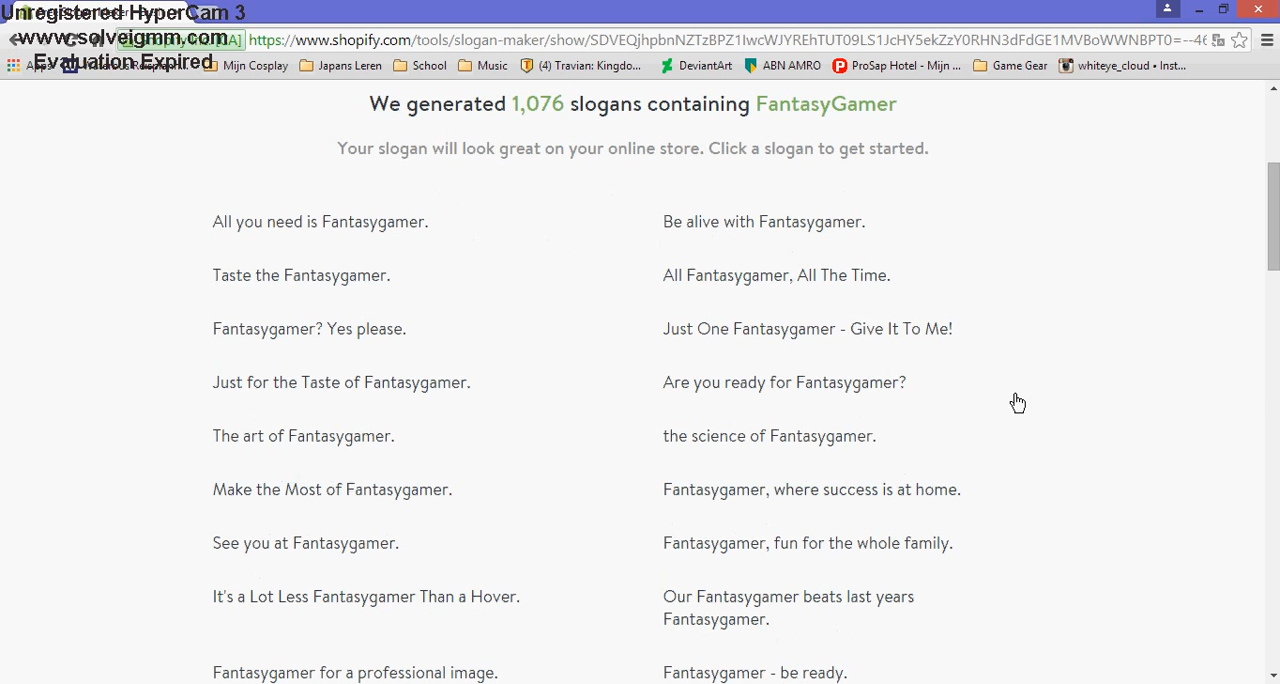 Unregistered HyperCam 3
www.solveigmm.com
Evaluation Expired
https://www.shopify.com/tools/slogan-maker/show/
Mijn Cosplay
Japans Leren
School
Music
(4) Travian: Kingdo...
DeviantArt
ABN AMRO
ProSap Hotel - Mijn ...
Game Gear
whiteye_cloud • Inst...
We generated 1,076 slogans containing FantasyGamer
Your slogan will look great on your online store. Click a slogan to get started.
All you need is Fantasygamer.
Be alive with Fantasygamer.
Taste the Fantasygamer.
All Fantasygamer, All The Time.
Fantasygamer? Yes please.
Just One Fantasygamer - Give It To Me!
Just for the Taste of Fantasygamer.
Are you ready for Fantasygamer?
The art of Fantasygamer.
the science of Fantasygamer.
Make the Most of Fantasygamer.
Fantasygamer, where success is at home.
See you at Fantasygamer.
Fantasygamer, fun for the whole family.
It's a Lot Less Fantasygamer Than a Hover.
Our Fantasygamer beats last years
Fantasygamer.
Fantasygamer for a professional image.
Fantasygamer - be ready.